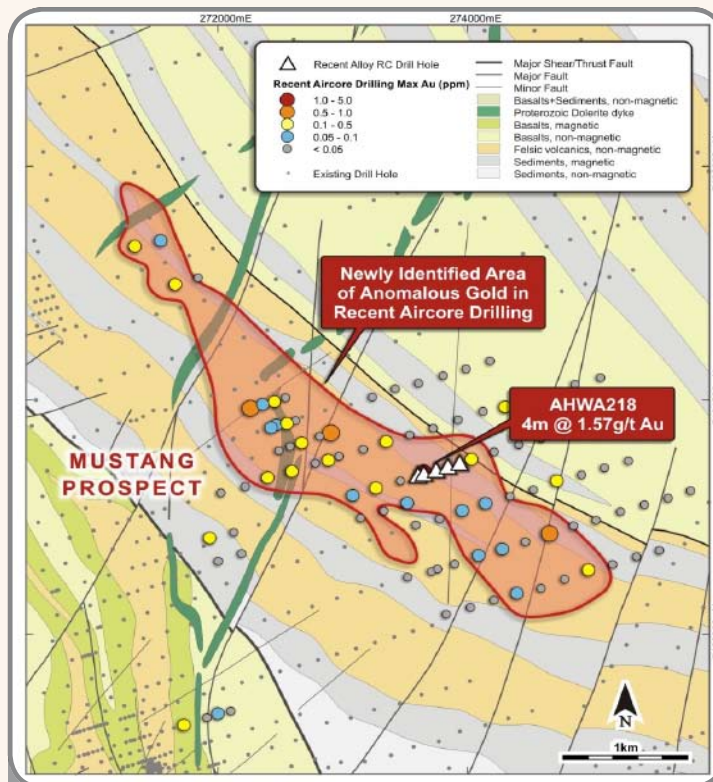 272000mE
274000mE
Recent Alloy RC Drill Hole
Recent Aircore Drilling Max Au (ppm)
1.0 - 5.0
0.5 - 1.0
0.1 - 0.5
0.05 - 0.1
< 0.05
Existing Drill Hole
Major Shear/Thrust Fault
Major Fault
Minor Fault
Basalts+Sediments, non-magnetic
Proterozoic Dolerite dyke
Basalts, magnetic
Basalts, non-magnetic
Felsic volcanics, non-magnetic
Sediments, magnetic
Sediments, non-magnetic
Newly Identified Area
of Anomalous Gold in
Recent Aircore Drilling
AHWA218
4m @ 1.57g/t Au
MUSTANG
PROSPECT
N
1km